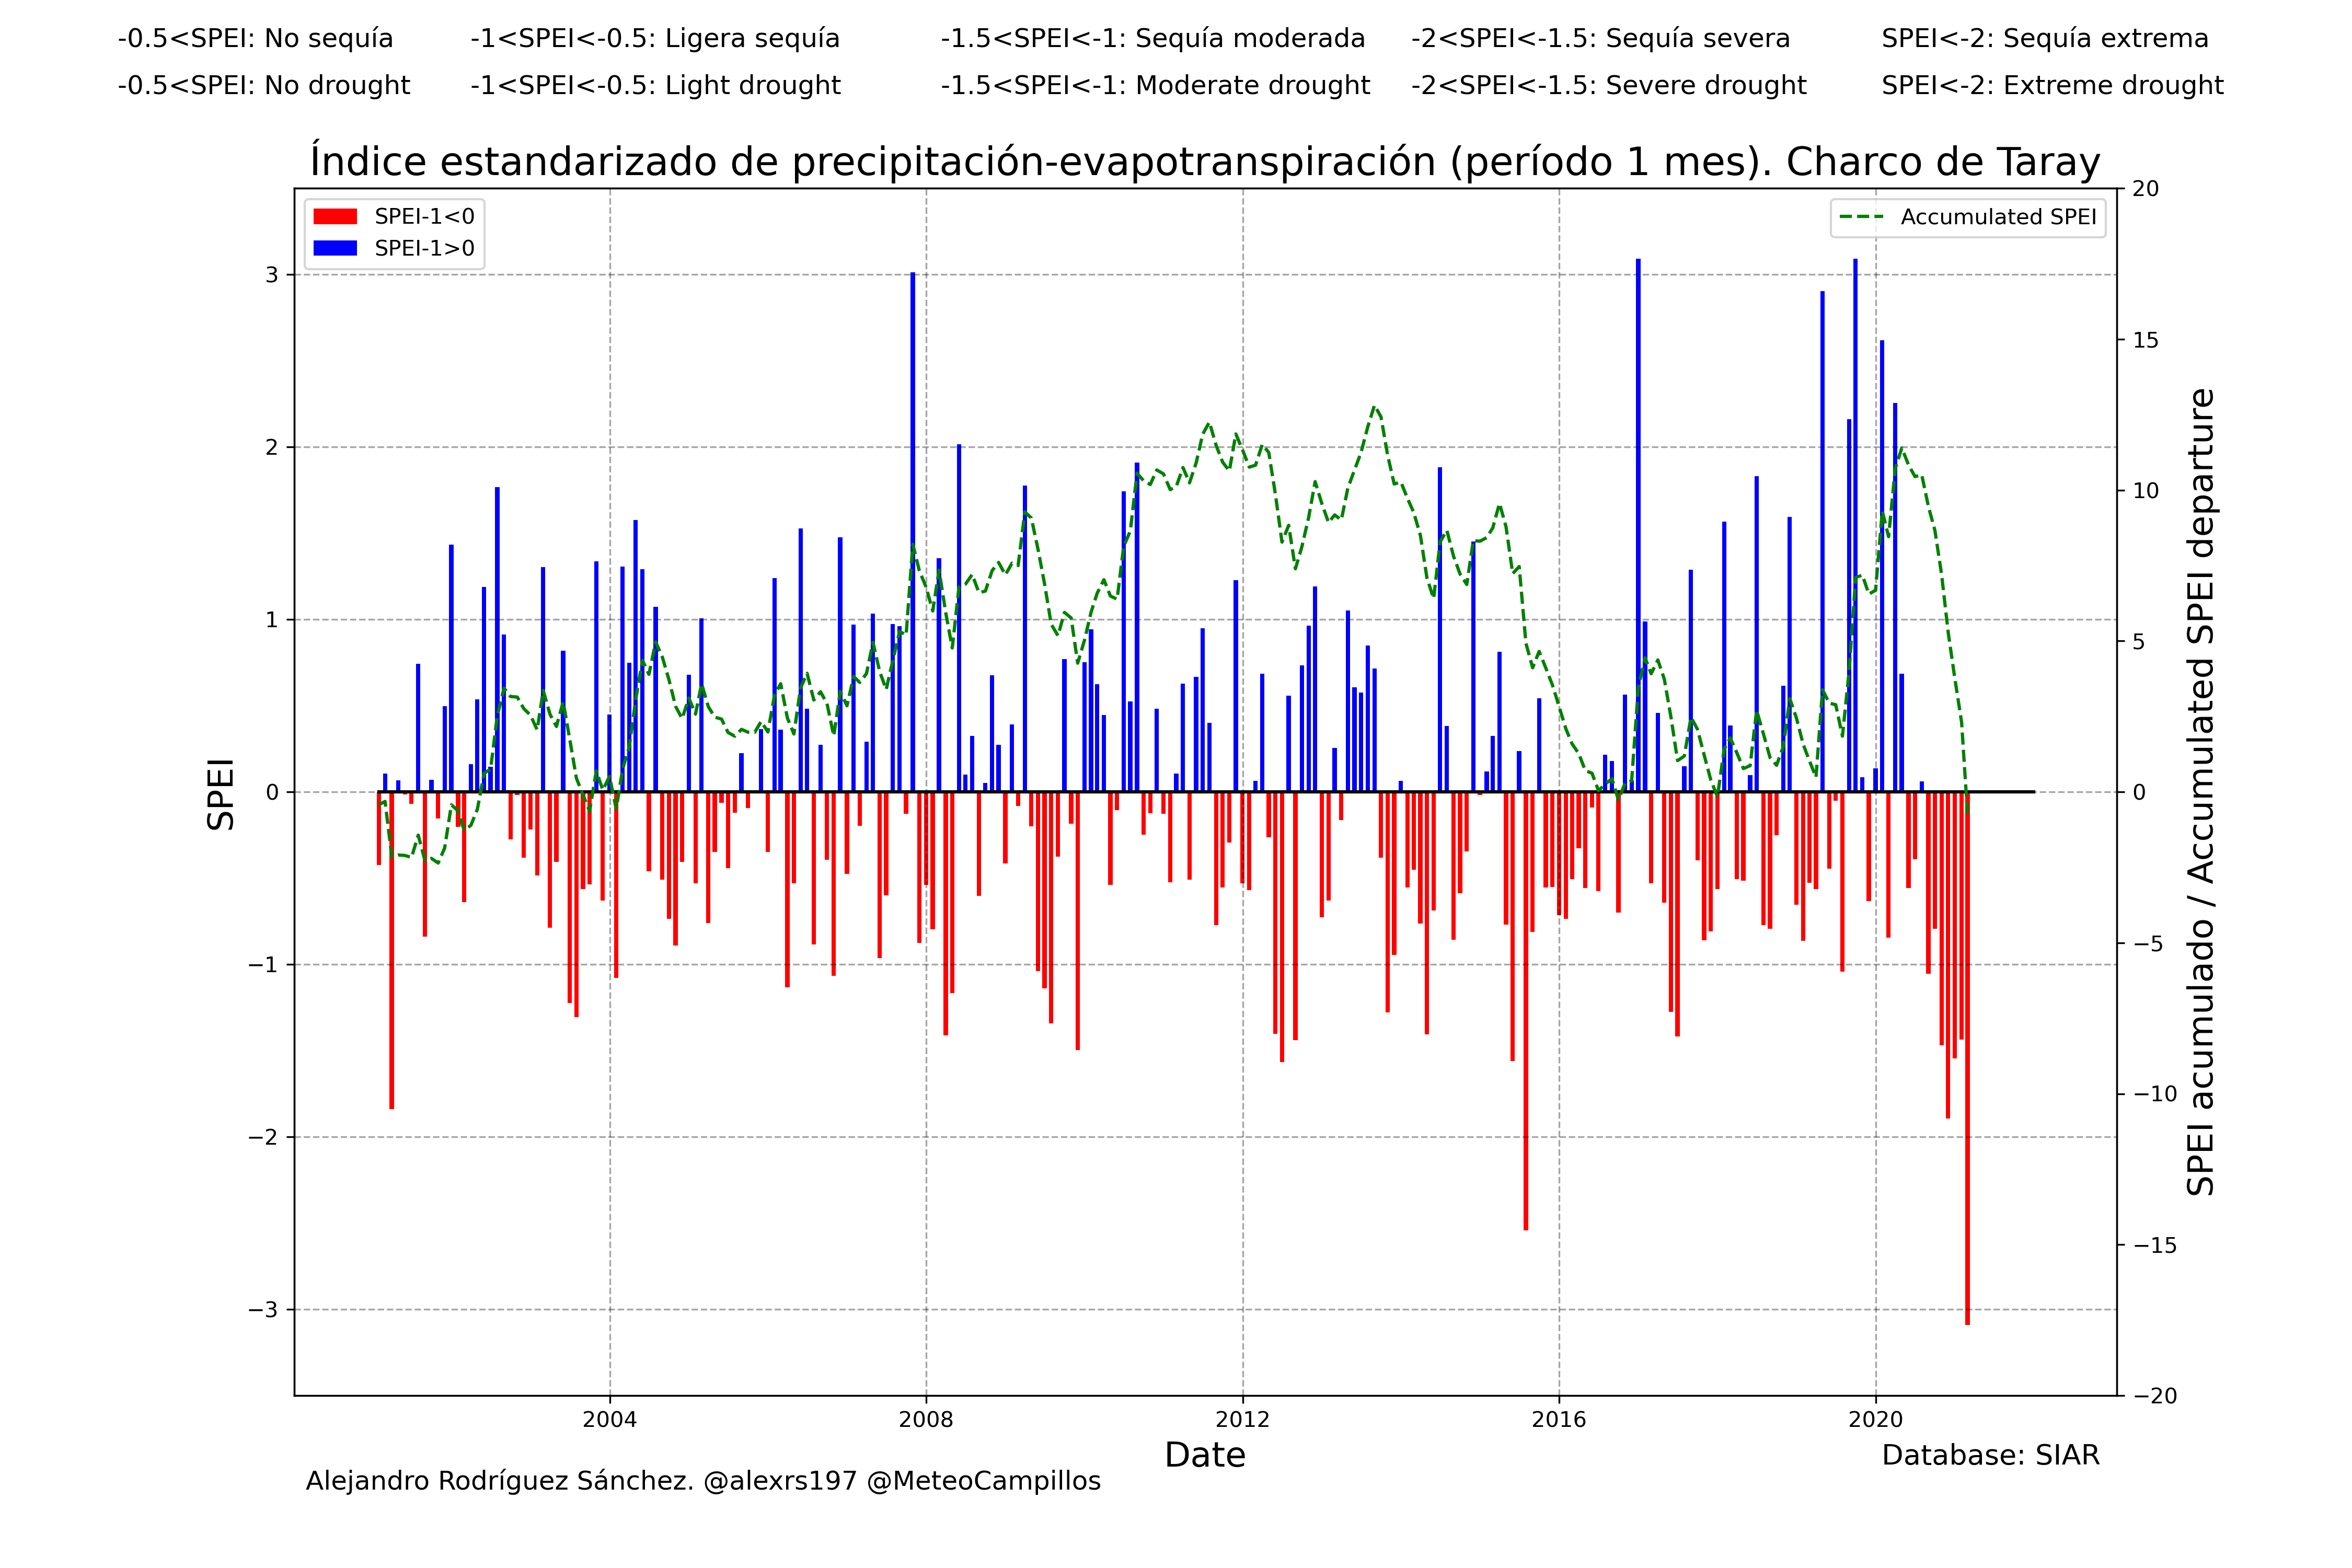 -0.5<SPEI: No sequía -1<SPEI<-0.5: Ligera sequía -1.5<SPEI<-1: Sequía moderada -2<SPEI<-1.5: Sequía severa SPEI<-2: Sequía extrema
-0.5<SPEI: No drought -1<SPEI<-0.5: Light drought -1.5<SPEI<-1: Moderate drought -2<SPEI<-1.5: Severe drought SPEI<-2: Extreme drought
Índice estandarizado de precipitación-evapotranspiración (período 1 mes). Charco de Taray
SPEI-1<0
SPEI-1>0
Accumulated SPEI
SPEI
3
2
1
0
−1
−2
−3
20
15
10
5
0
−5
−10
−15
−20
SPEI acumulado / Accumulated SPEI departure
2004 2008 2012 2016 2020
Date
Database: SIAR
Alejandro Rodríguez Sánchez. @alexrs197 @MeteoCampillos